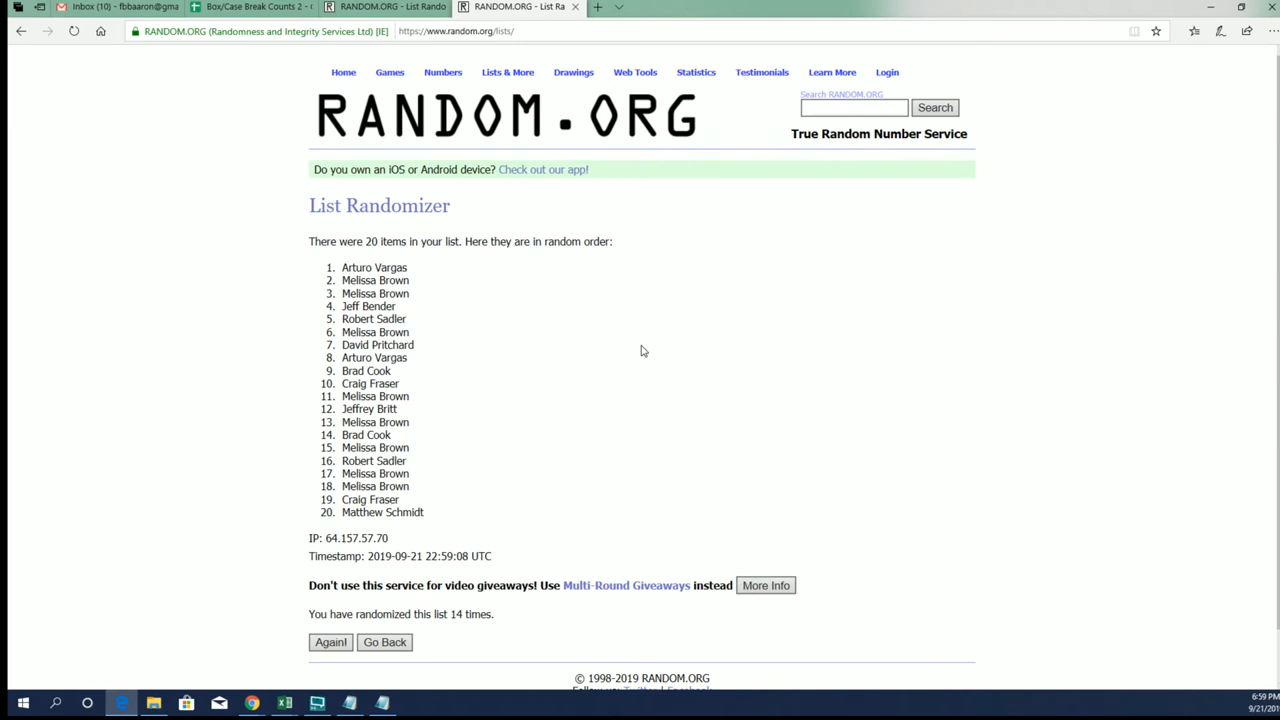 Inbox (10) - fbbaaron@gma
Box/Case Break Counts 2 -
RANDOM.ORG - List Rando
RANDOM.ORG - List Ra
RANDOM.ORG (Randomness and Integrity Services Ltd) [IE]
https://www.random.org/lists/
Home Games Numbers Lists & More Drawings Web Tools Statistics Testimonials Learn More Login
RANDOM.ORG
Search RANDOM.ORG
Search
True Random Number Service
Do you own an iOS or Android device? Check out our app!
List Randomizer
There were 20 items in your list. Here they are in random order:
1. Arturo Vargas
2. Melissa Brown
3. Melissa Brown
4. Jeff Bender
5. Robert Sadler
6. Melissa Brown
7. David Pritchard
8. Arturo Vargas
9. Brad Cook
10. Craig Fraser
11. Melissa Brown
12. Jeffrey Britt
13. Melissa Brown
14. Brad Cook
15. Melissa Brown
16. Robert Sadler
17. Melissa Brown
18. Melissa Brown
19. Craig Fraser
20. Matthew Schmidt
IP: 64.157.57.70
Timestamp: 2019-09-21 22:59:08 UTC
Don't use this service for video giveaways! Use Multi-Round Giveaways instead More Info
You have randomized this list 14 times.
Again! Go Back
© 1998-2019 RANDOM.ORG
6:59 PM
9/21/201